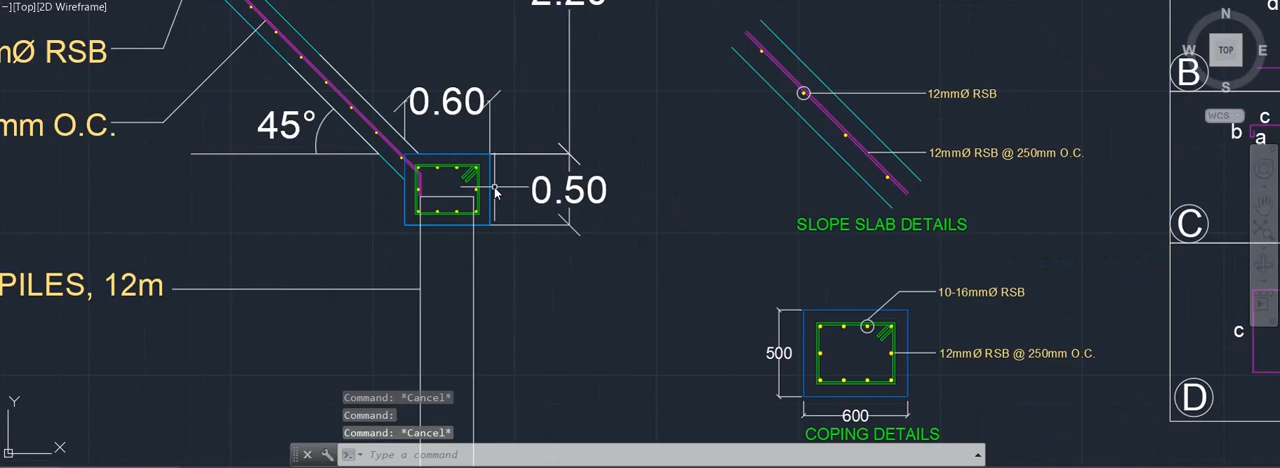 −][Top][2D Wireframe]
2.20
mØ RSB
0.60
mm O.C.
45°
0.50
PILES, 12m
12mmØ RSB
12mmØ RSB @ 250mm O.C.
SLOPE SLAB DETAILS
10-16mmØ RSB
500
12mmØ RSB @ 250mm O.C.
600
COPING DETAILS
N
W
TOP
E
S
WCS
d
B
c
b
a
C
c
D
Command: *Cancel*
Command:
Command: *Cancel*
Type a command
Y
X